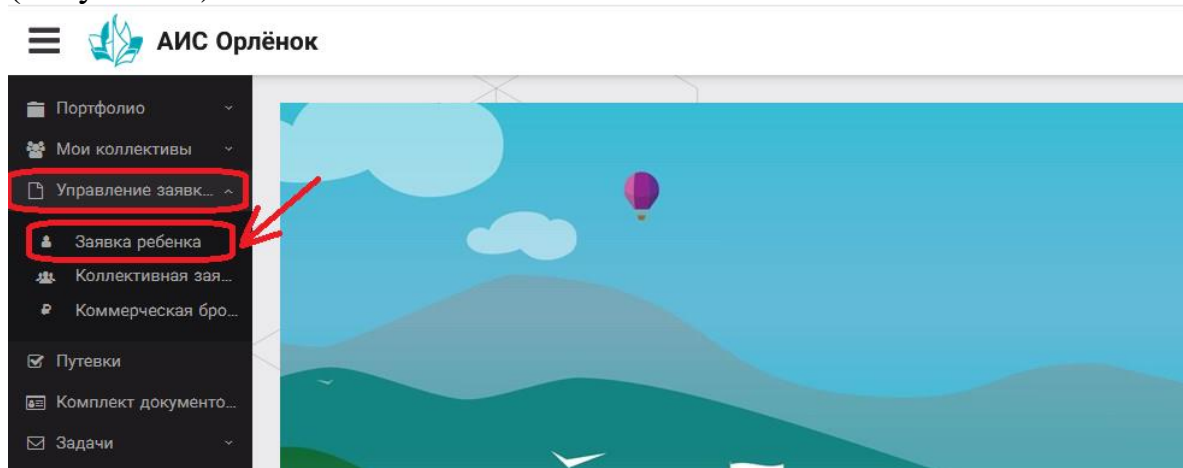 АИС Орлёнок
Портфолио
Мои коллективы
Управление заявк...
Заявка ребенка
Коллективная зая...
Коммерческая бро...
Путевки
Комплект документо...
Задачи